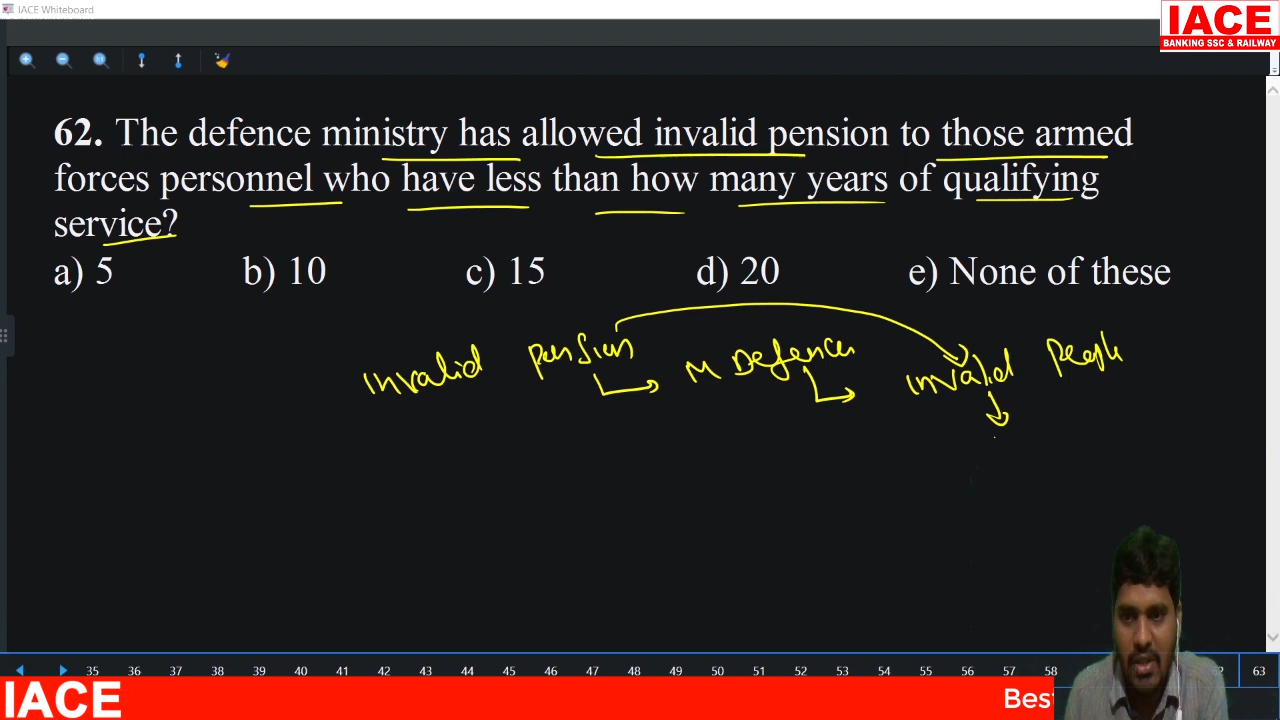 IACE Whiteboard
IACE
BANKING SSC & RAILWAY
62. The defence ministry has allowed invalid pension to those armed
forces personnel who have less than how many years of qualifying
service?
a) 5 b) 10 c) 15 d) 20 e) None of these
Invalid pension M Defence Invalid people
35 36 37 38 39 40 41 42 43 44 45 46 47 48 49 50 51 52 53 54 55 56 57 58 63
IACE Best